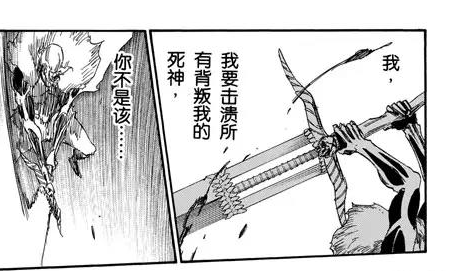 我，
我要击溃所
有背叛我的
死神，
你不是该……